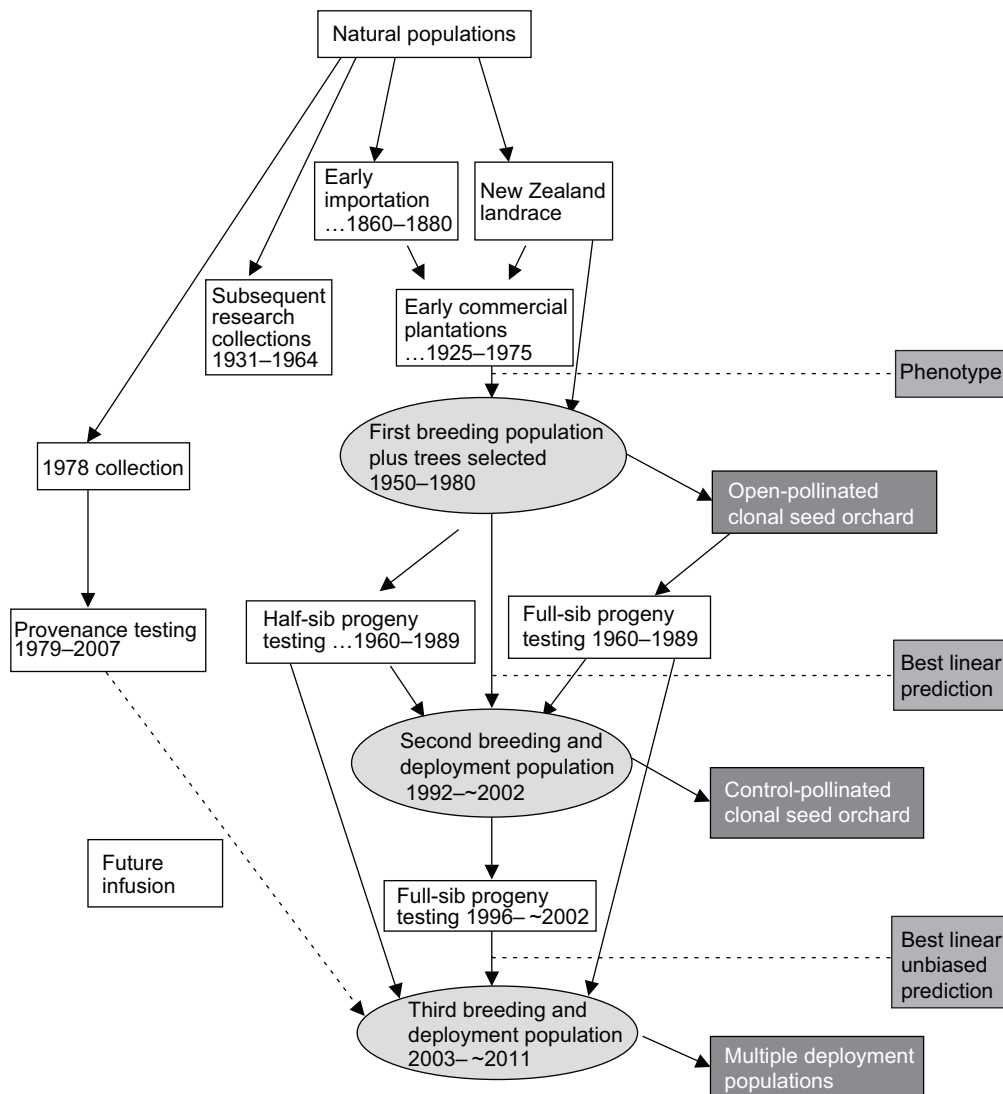 Natural populations
Early
importation
…1860–1880
New Zealand
landrace
Subsequent
research
collections
1931–1964
Early commercial
plantations
…1925–1975
Phenotype
First breeding population
plus trees selected
1950–1980
1978 collection
Open-pollinated
clonal seed orchard
Half-sib progeny
testing …1960–1989
Full-sib progeny
testing 1960–1989
Provenance testing
1979–2007
Best linear
prediction
Second breeding and
deployment population
1992–~2002
Control-pollinated
clonal seed orchard
Future
infusion
Full-sib progeny
testing 1996– ~2002
Best linear
unbiased
prediction
Third breeding and
deployment population
2003– ~2011
Multiple deployment
populations